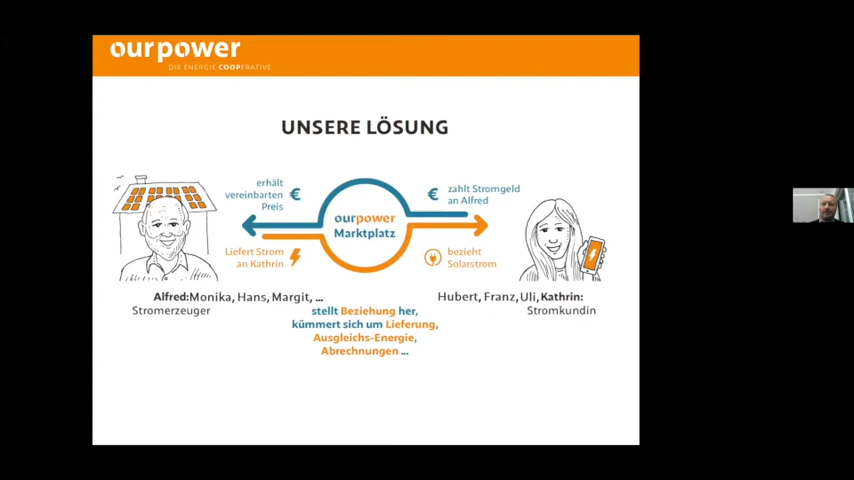 ourpower
DIE ENERGIE COOPERATIVE
UNSERE LÖSUNG
erhält
vereinbarten
Preis
€
€
zahlt Stromgeld
an Alfred
ourpower
Marktplatz
Liefert Strom
an Kathrin
bezieht
Solarstrom
Alfred:Monika, Hans, Margit, ...
Stromerzeuger
Hubert, Franz,Uli,Kathrin:
Stromkundin
stellt Beziehung her,
kümmert sich um Lieferung,
Ausgleichs-Energie,
Abrechnungen ...